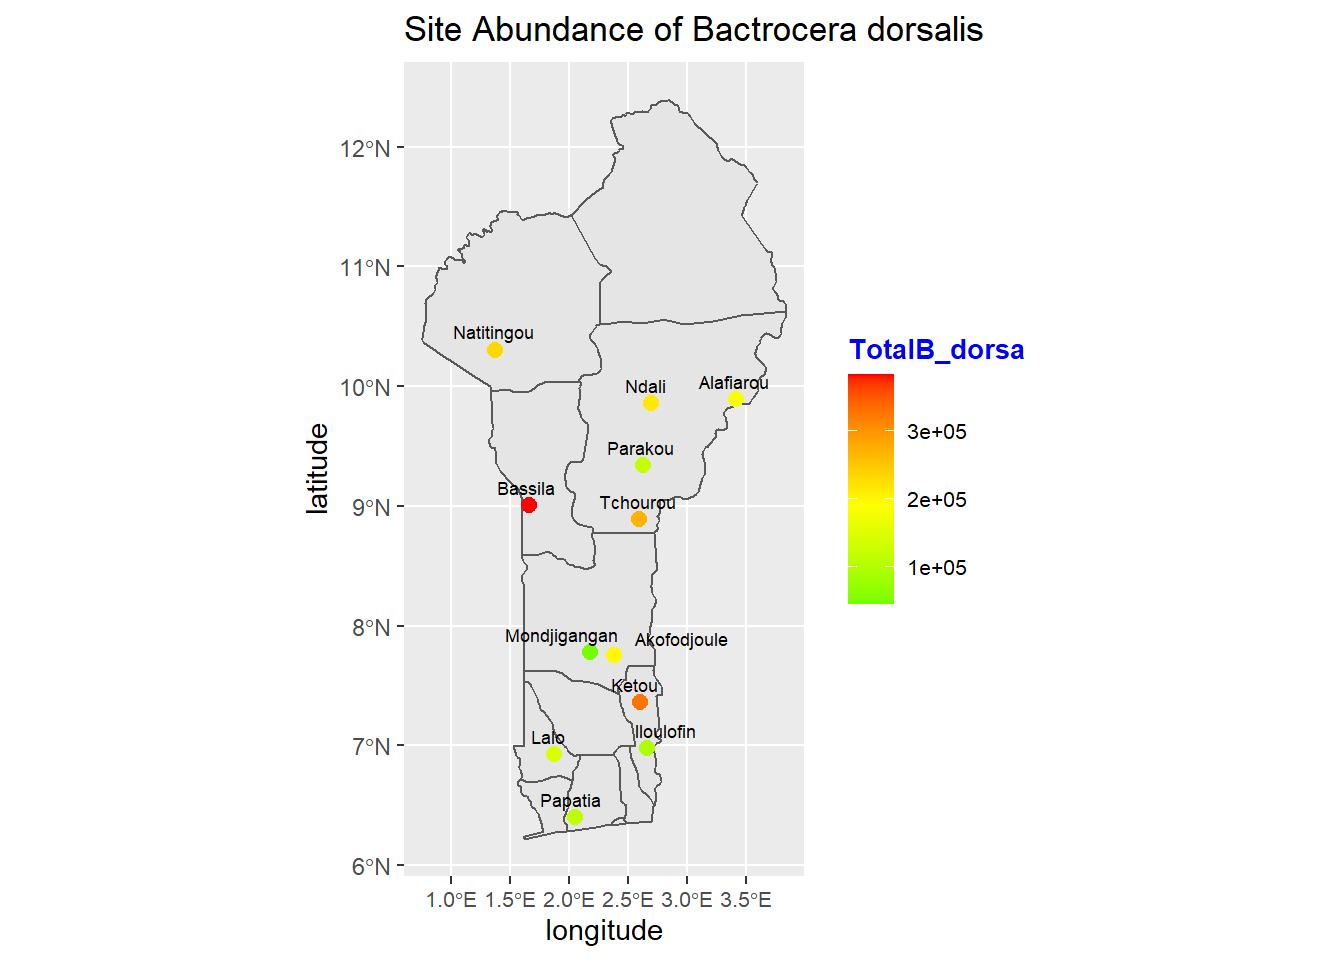 Site Abundance of Bactrocera dorsalis
12°N
11°N
10°N
9°N
8°N
7°N
6°N
latitude
Natitingou
Ndali
Alafiarou
Parakou
Bassila
Tchourou
Mondjigangan
Akofodjoule
Ketou
Iloulofin
Lalo
Papatia
1.0°E 1.5°E 2.0°E 2.5°E 3.0°E 3.5°E
longitude
TotalB_dorsa
3e+05
2e+05
1e+05